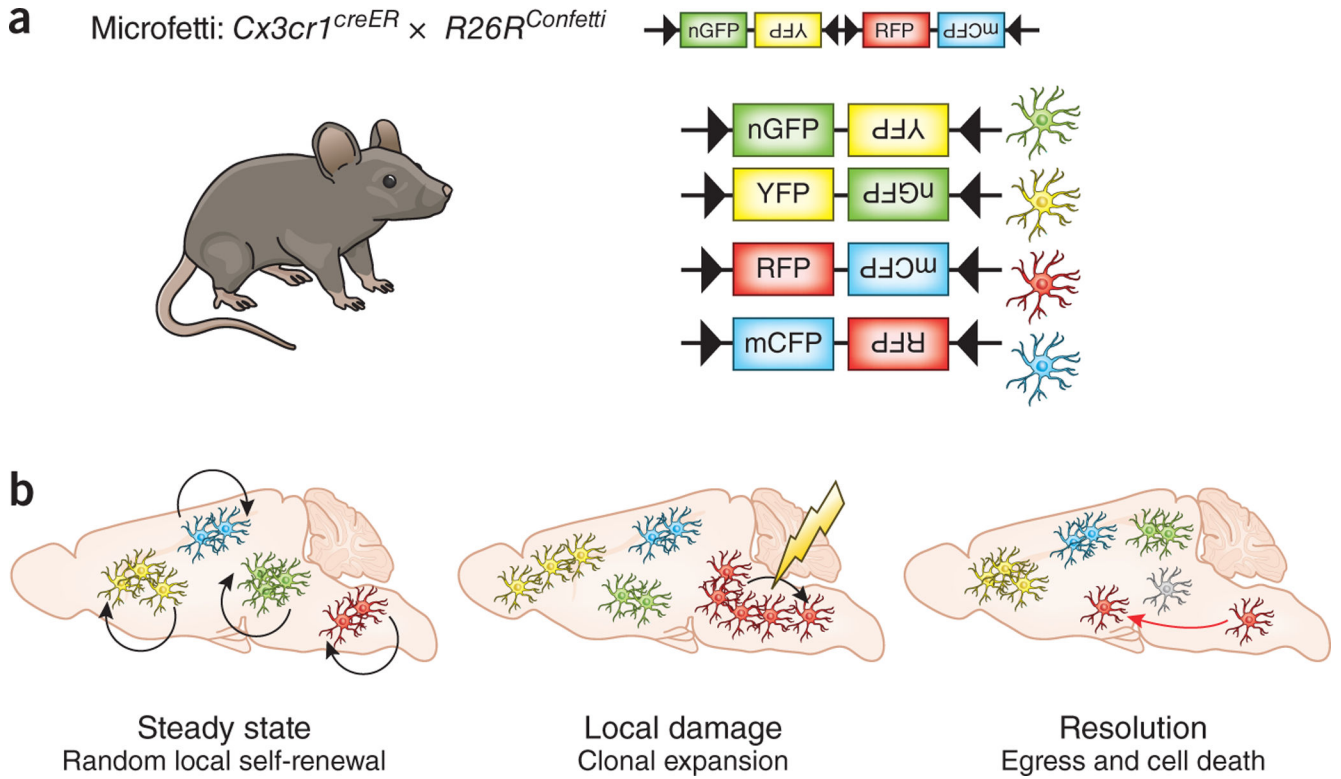 a
Microfetti: Cx3cr1creER × R26RConfetti
nGFP YFP RFP mCFP
nGFP YFP
YFP nGFP
RFP mCFP
mCFP RFP
b
Steady state
Random local self-renewal
Local damage
Clonal expansion
Resolution
Egress and cell death